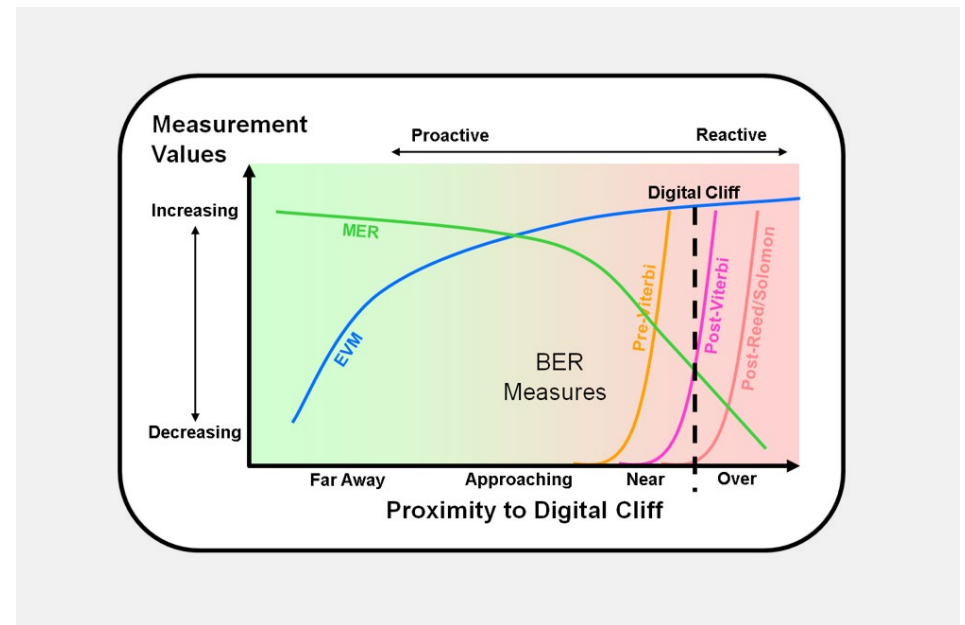 Measurement
Values
Proactive
Reactive
Digital Cliff
Increasing
MER
EVM
Pre-Viterbi
Post-Viterbi
Post-Reed/Solomon
BER
Measures
Decreasing
Far Away
Approaching
Near
Over
Proximity to Digital Cliff